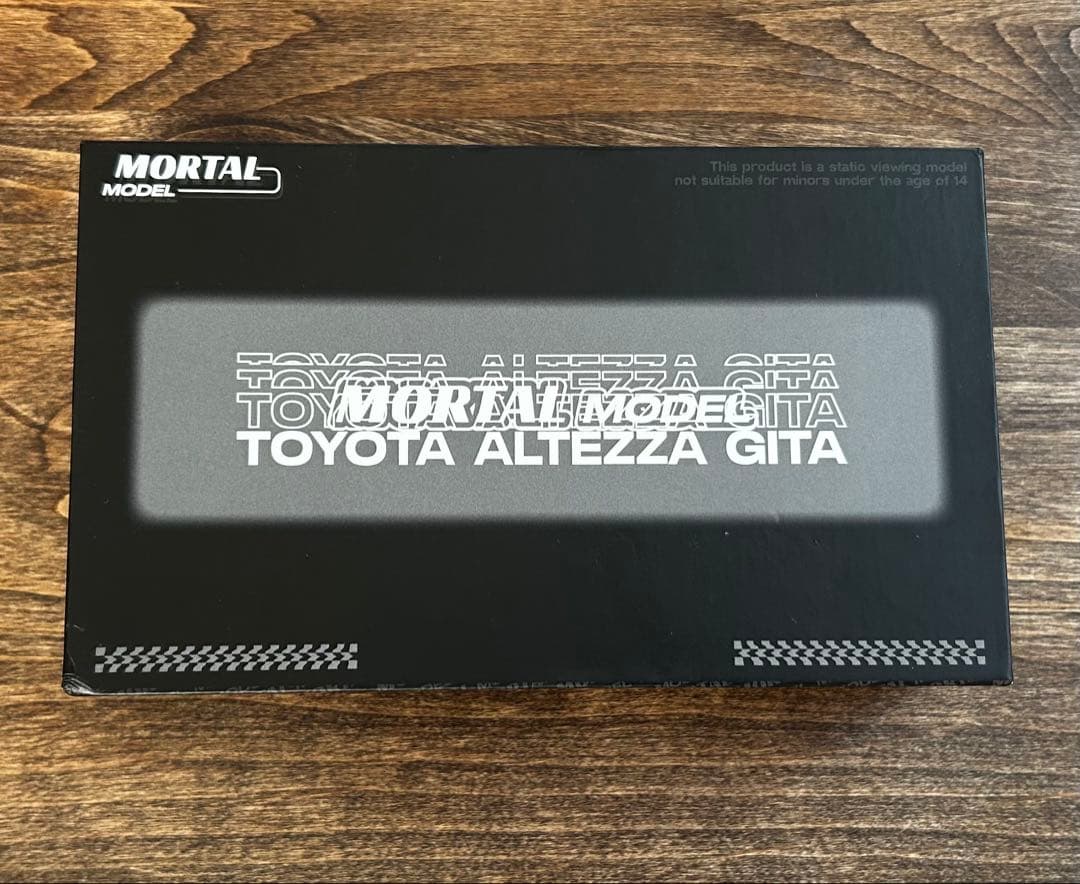 MORTAL
MODEL
This product is a static viewing model
not suitable for minors under the age of 14
TOYOTA ALTEZZA GITA
TOYOTA ALTEZZA GITA
TOYOTA ALTEZZA GITA
MORTAL MODEL
TOYOTA ALTEZZA GITA